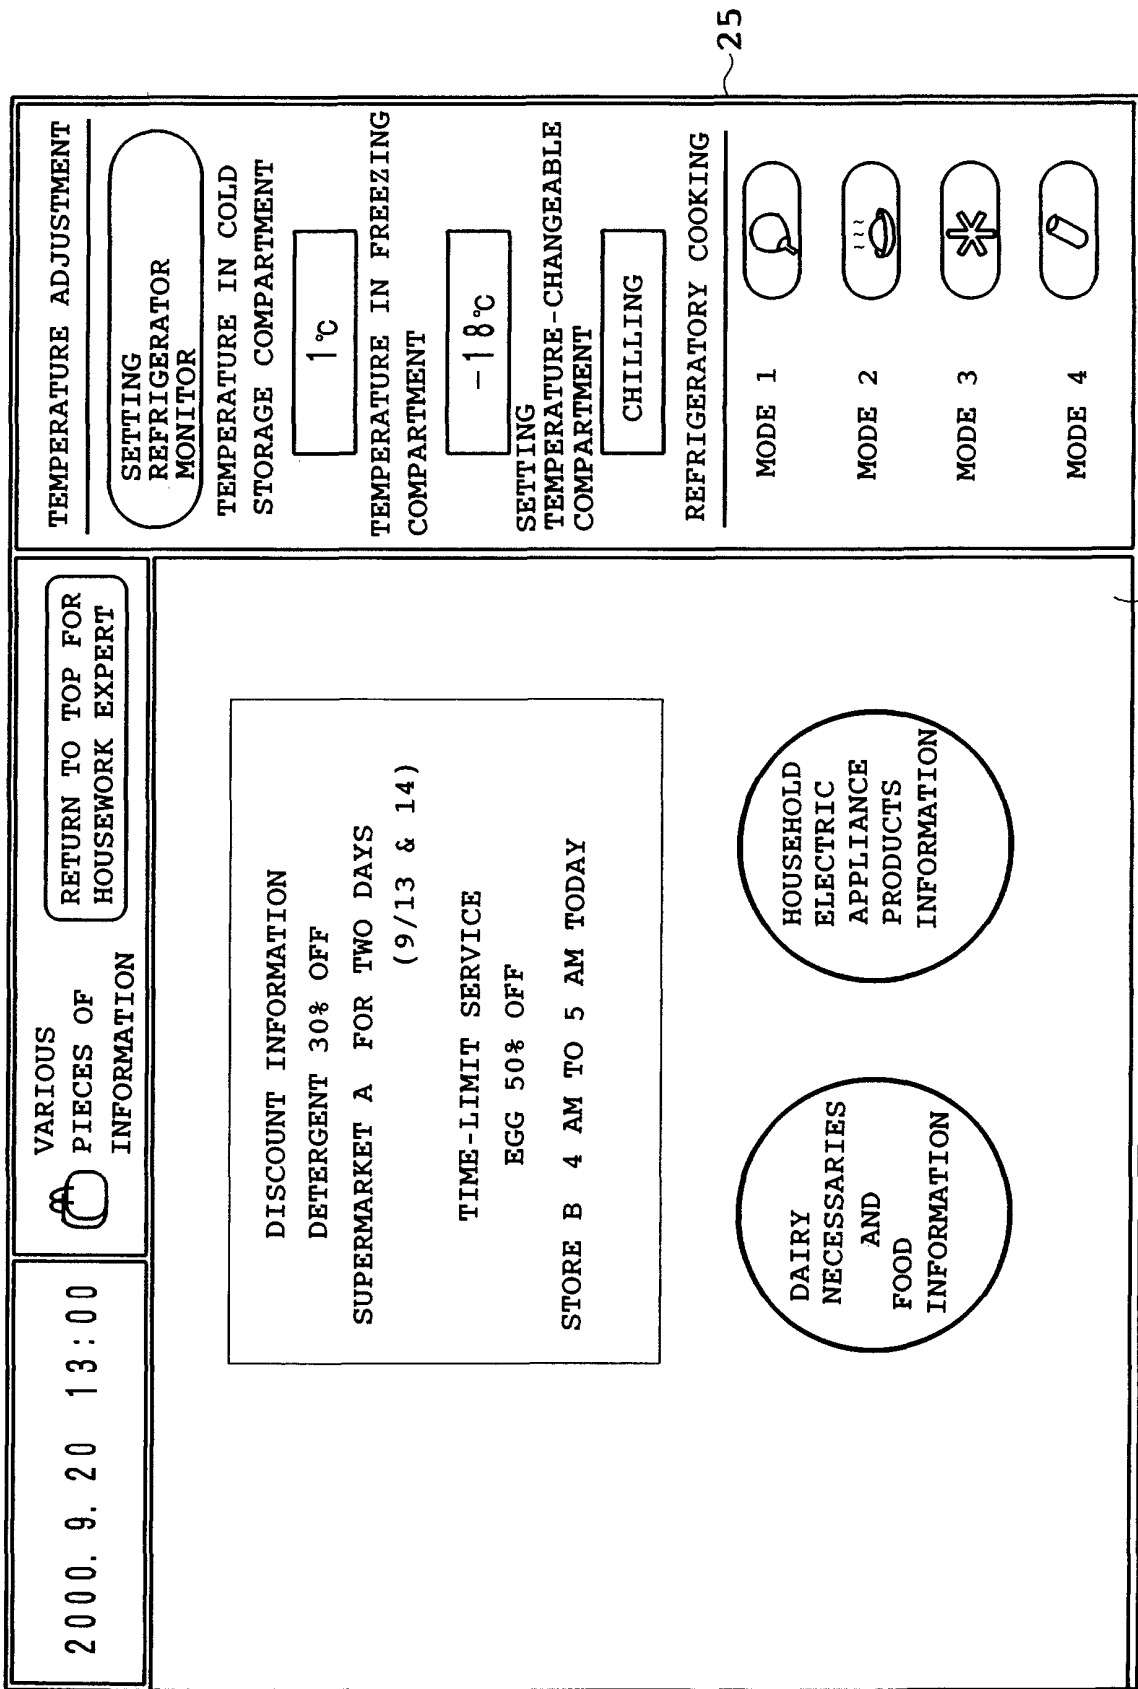 2000. 9. 20 13:00
VARIOUS
PIECES OF
INFORMATION
RETURN TO TOP FOR
HOUSEWORK EXPERT
DISCOUNT INFORMATION
DETERGENT 30% OFF
SUPERMARKET A FOR TWO DAYS
(9/13 & 14)
TIME-LIMIT SERVICE
EGG 50% OFF
STORE B 4 AM TO 5 AM TODAY
DAIRY
NECESSARIES
AND
FOOD
INFORMATION
HOUSEHOLD
ELECTRIC
APPLIANCE
PRODUCTS
INFORMATION
TEMPERATURE ADJUSTMENT
SETTING
REFRIGERATOR
MONITOR
TEMPERATURE IN COLD
STORAGE COMPARTMENT
1℃
TEMPERATURE IN FREEZING
COMPARTMENT
-18℃
SETTING
TEMPERATURE-CHANGEABLE
COMPARTMENT
CHILLING
REFRIGERATORY COOKING
MODE 1
MODE 2
MODE 3
MODE 4
25